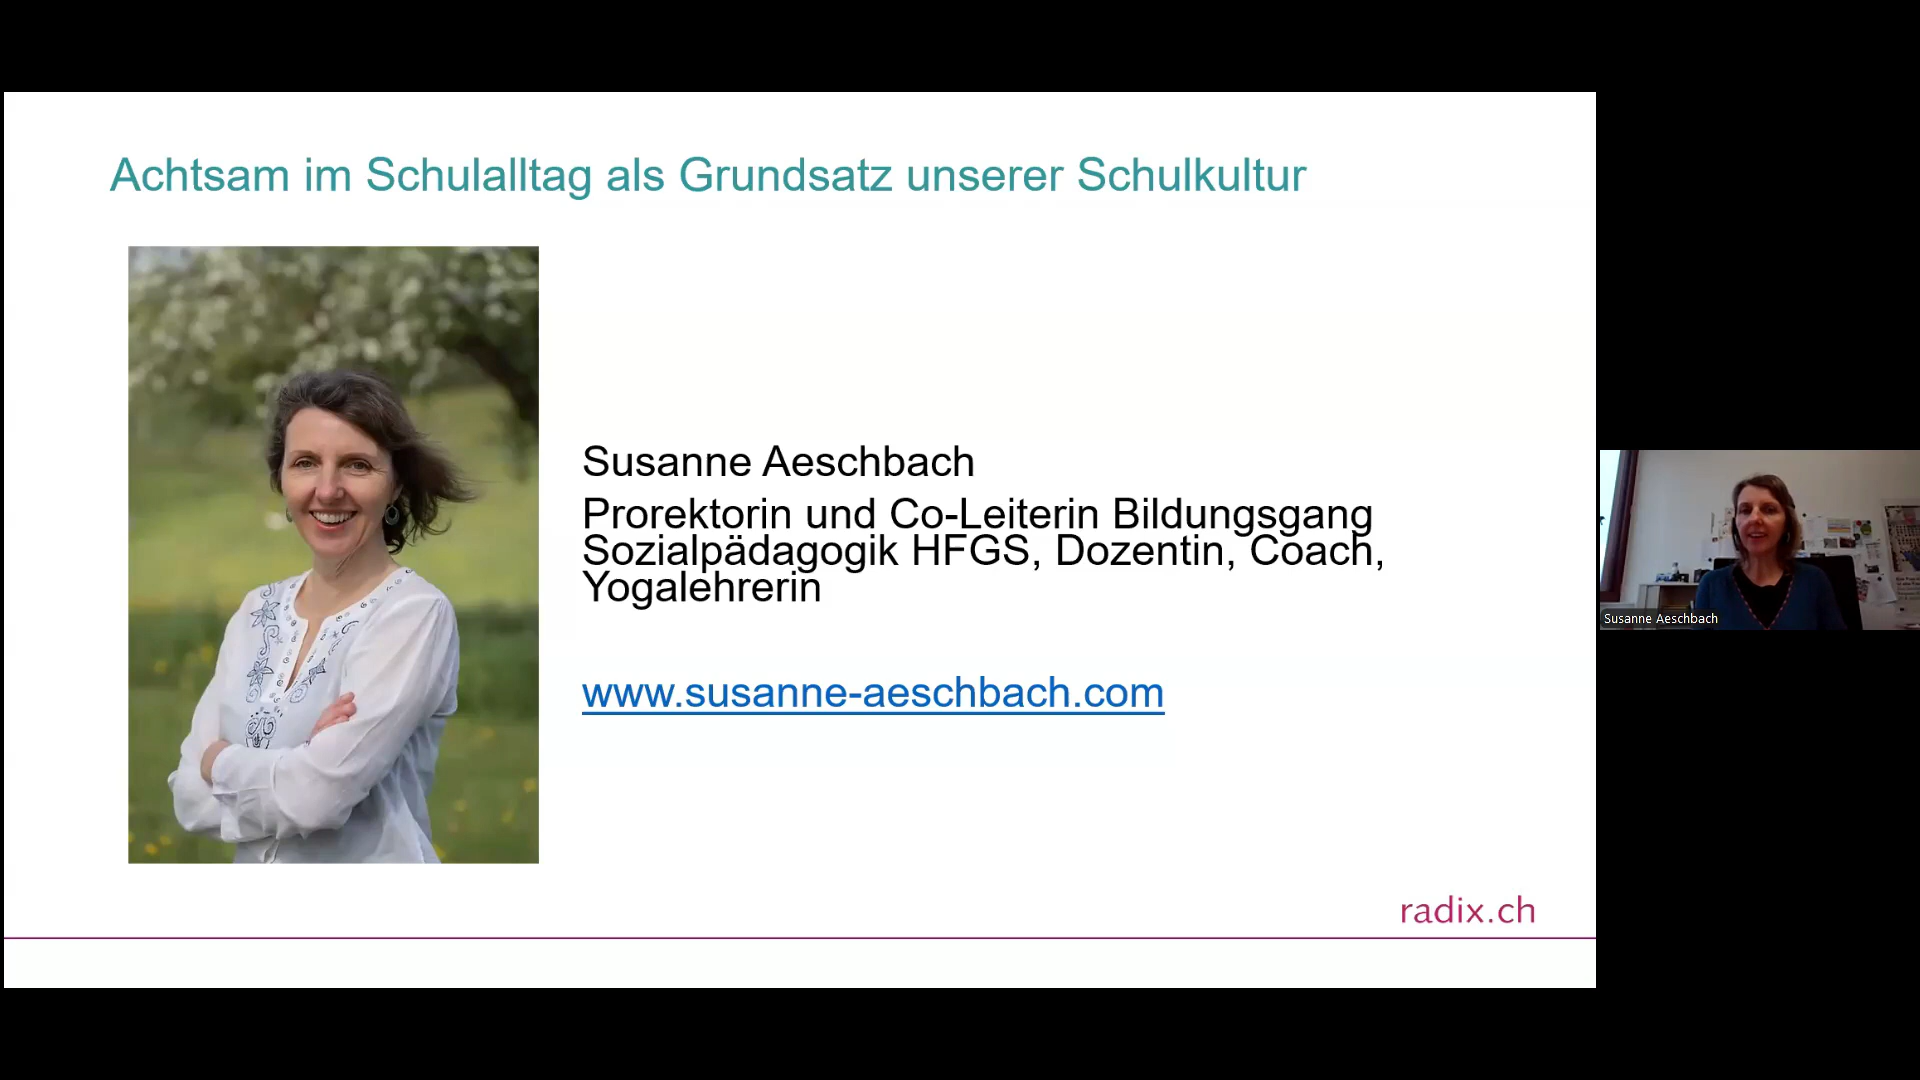 Achtsam im Schulalltag als Grundsatz unserer Schulkultur
Susanne Aeschbach
Prorektorin und Co-Leiterin Bildungsgang
Sozialpädagogik HFGS, Dozentin, Coach,
Yogalehrerin
www.susanne-aeschbach.com
radix.ch
Susanne Aeschbach